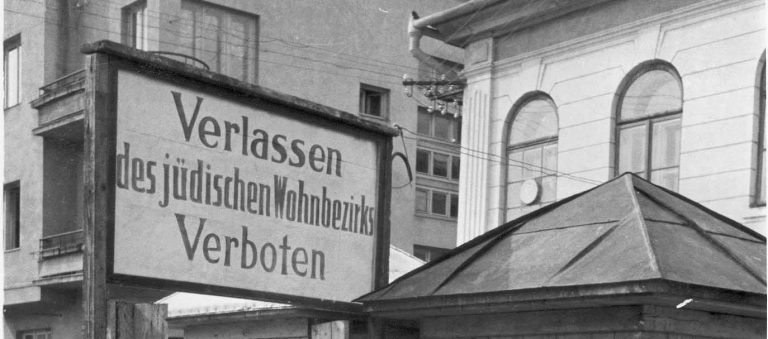 Verlassen
des jüdischen Wohnbezirks
Verboten